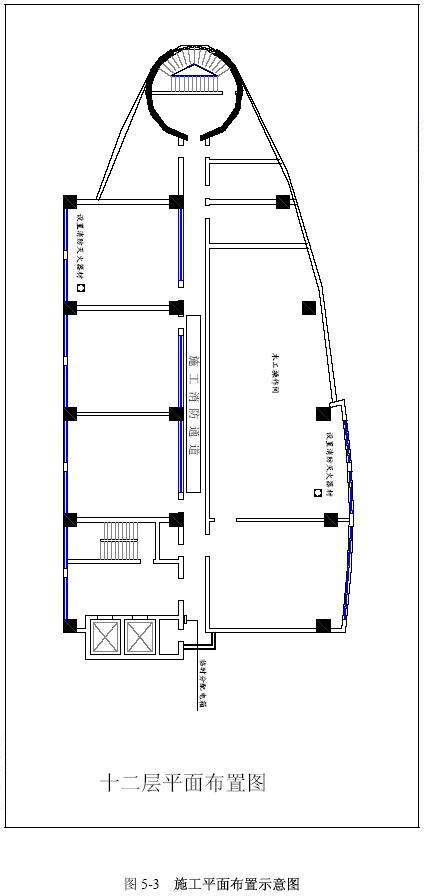 设置消防灭火器材
施工消防通道
木工操作间
设置消防灭火器材
临时分配电箱
十二层平面布置图
图 5-3 施工平面布置示意图